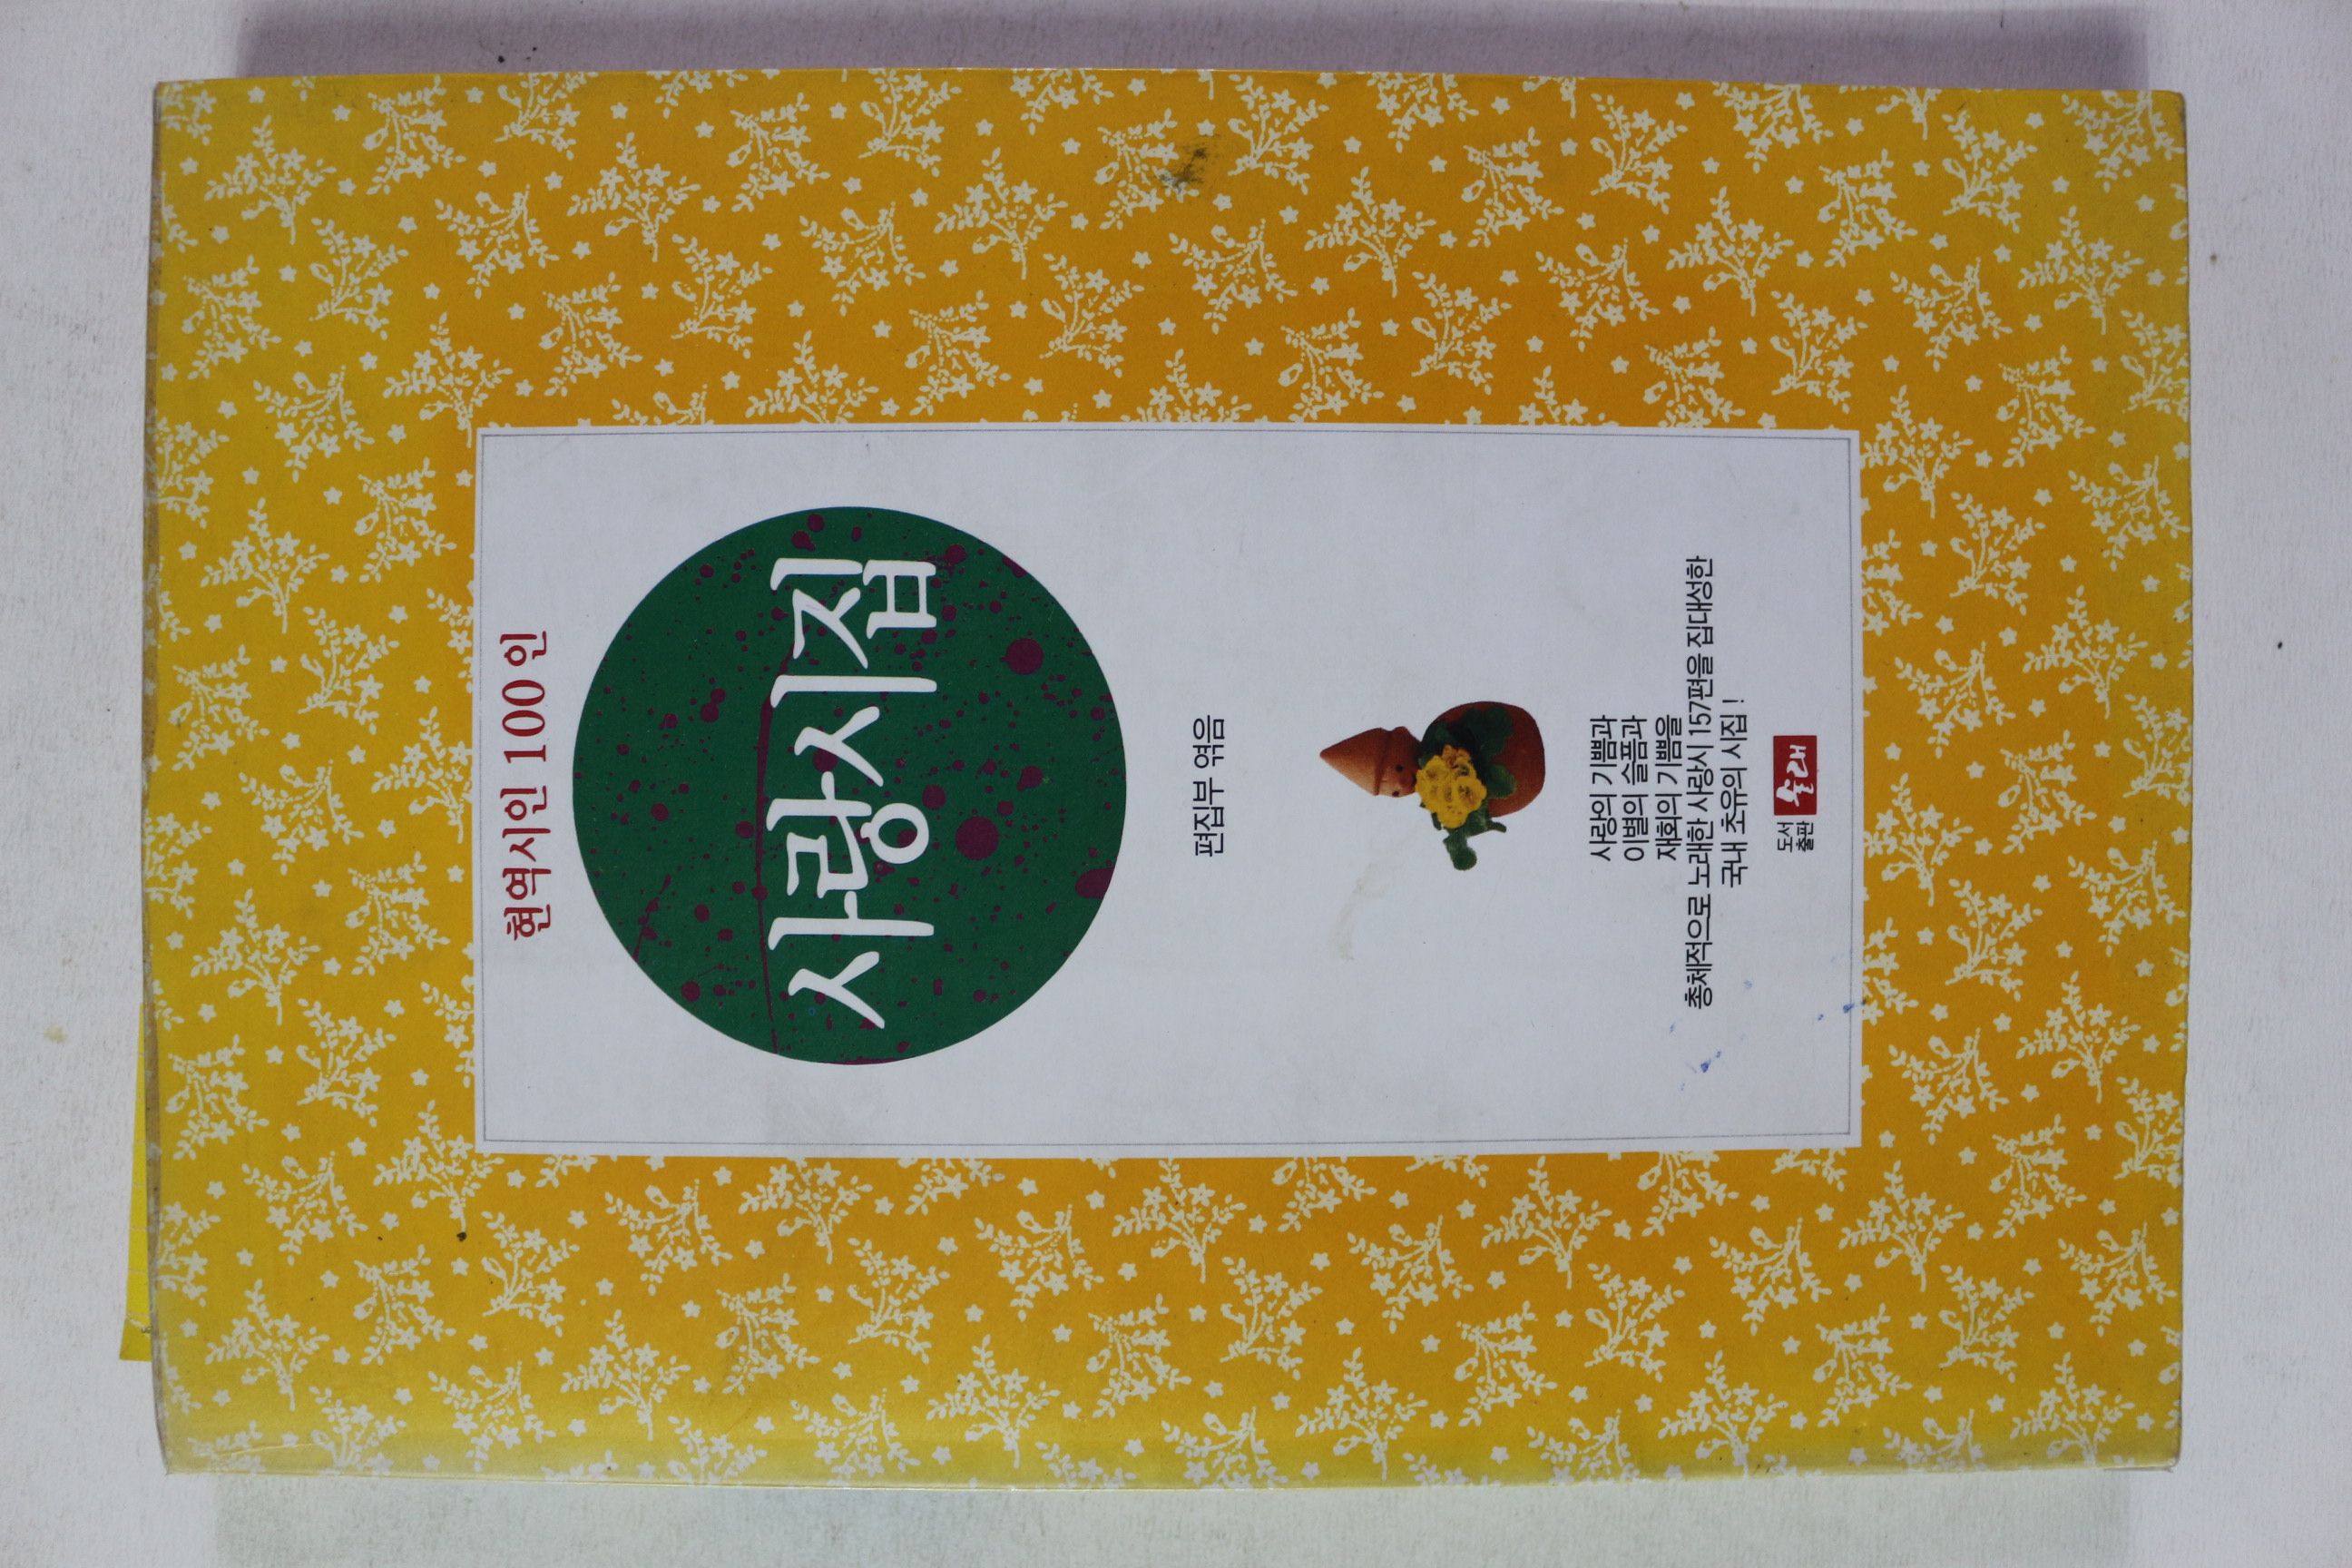 현역시인 100인
사랑시집
편집부 엮음
사랑의 기쁨과
이별의 슬픔과
재회의 기쁨을
총체적으로 노래한 사랑시 157편을 집대성한
국내 초유의 시집!
도서
출판